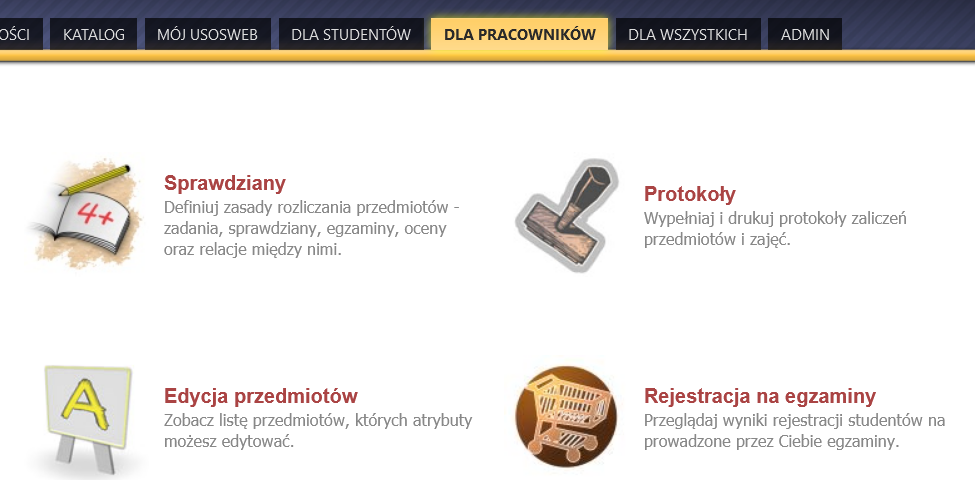 OŚCI KATALOG MÓJ USOSWEB DLA STUDENTÓW DLA PRACOWNIKÓW DLA WSZYSTKICH ADMIN
4+
Sprawdziany
Definiuj zasady rozliczania przedmiotów -
zadania, sprawdziany, egzaminy, oceny
oraz relacje między nimi.
Protokoły
Wypełniaj i drukuj protokoły zaliczeń
przedmiotów i zajęć.
A
Edycja przedmiotów
Zobacz listę przedmiotów, których atrybuty
możesz edytować.
Rejestracja na egzaminy
Przeglądaj wyniki rejestracji studentów na
prowadzone przez Ciebie egzaminy.